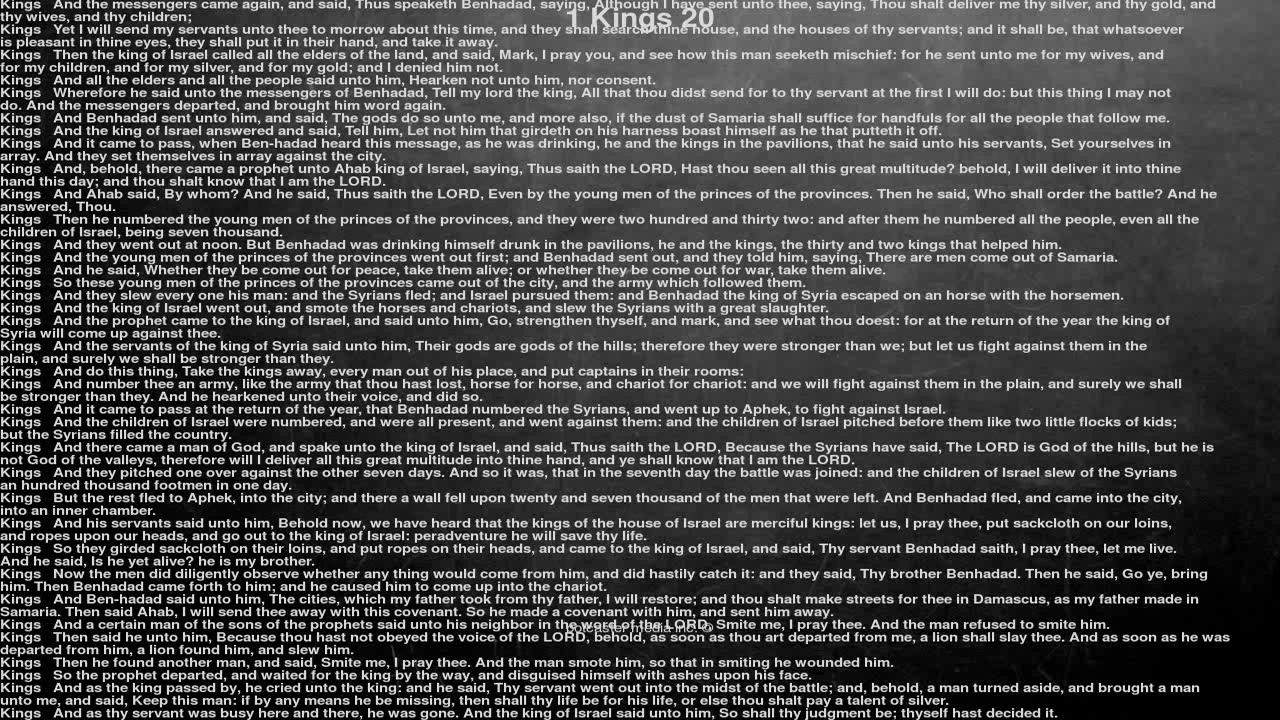 Kings And the messengers came again, and said, Thus speaketh Benhadad, saying, Although I have sent unto thee, saying, Thou shalt deliver me thy silver, and thy gold, and
1 Kings 20
thy wives, and thy children;
Kings Yet I will send my servants unto thee to morrow about this time, and they shall search thine house, and the houses of thy servants; and it shall be, that whatsoever
is pleasant in thine eyes, they shall put it in their hand, and take it away.
Kings Then the king of Israel called all the elders of the land, and said, Mark, I pray you, and see how this man seeketh mischief: for he sent unto me for my wives, and
for my children, and for my silver, and for my gold; and I denied him not.
Kings And all the elders and all the people said unto him, Hearken not unto him, nor consent.
Kings Wherefore he said unto the messengers of Benhadad, Tell my lord the king, All that thou didst send for to thy servant at the first I will do: but this thing I may not
do. And the messengers departed, and brought him word again.
Kings And Benhadad sent unto him, and said, The gods do so unto me, and more also, if the dust of Samaria shall suffice for handfuls for all the people that follow me.
Kings And the king of Israel answered and said, Tell him, Let not him that girdeth on his harness boast himself as he that putteth it off.
Kings And it came to pass, when Ben-hadad heard this message, as he was drinking, he and the kings in the pavilions, that he said unto his servants, Set yourselves in
array. And they set themselves in array against the city.
Kings And, behold, there came a prophet unto Ahab king of Israel, saying, Thus saith the LORD, Hast thou seen all this great multitude? behold, I will deliver it into thine
hand this day; and thou shalt know that I am the LORD.
Kings And Ahab said, By whom? And he said, Thus saith the LORD, Even by the young men of the princes of the provinces. Then he said, Who shall order the battle? And he
answered, Thou.
Kings Then he numbered the young men of the princes of the provinces, and they were two hundred and thirty two: and after them he numbered all the people, even all the
children of Israel, being seven thousand.
Kings And they went out at noon. But Benhadad was drinking himself drunk in the pavilions, he and the kings, the thirty and two kings that helped him.
Kings And the young men of the princes of the provinces went out first; and Benhadad sent out, and they told him, saying, There are men come out of Samaria.
Kings And he said, Whether they be come out for peace, take them alive; or whether they be come out for war, take them alive.
Kings So these young men of the princes of the provinces came out of the city, and the army which followed them.
Kings And they slew every one his man: and the Syrians fled; and Israel pursued them: and Benhadad the king of Syria escaped on an horse with the horsemen.
Kings And the king of Israel went out, and smote the horses and chariots, and slew the Syrians with a great slaughter.
Kings And the prophet came to the king of Israel, and said unto him, Go, strengthen thyself, and mark, and see what thou doest: for at the return of the year the king of
Syria will come up against thee.
Kings And the servants of the king of Syria said unto him, Their gods are gods of the hills; therefore they were stronger than we; but let us fight against them in the
plain, and surely we shall be stronger than they.
Kings And do this thing, Take the kings away, every man out of his place, and put captains in their rooms:
Kings And number thee an army, like the army that thou hast lost, horse for horse, and chariot for chariot: and we will fight against them in the plain, and surely we shall
be stronger than they. And he hearkened unto their voice, and did so.
Kings And it came to pass at the return of the year, that Benhadad numbered the Syrians, and went up to Aphek, to fight against Israel.
Kings And the children of Israel were numbered, and were all present, and went against them: and the children of Israel pitched before them like two little flocks of kids;
but the Syrians filled the country.
Kings And there came a man of God, and spake unto the king of Israel, and said, Thus saith the LORD, Because the Syrians have said, The LORD is God of the hills, but he is
not God of the valleys, therefore will I deliver all this great multitude into thine hand, and ye shall know that I am the LORD.
Kings And they pitched one over against the other seven days. And so it was, that in the seventh day the battle was joined: and the children of Israel slew of the Syrians
an hundred thousand footmen in one day.
Kings But the rest fled to Aphek, into the city; and there a wall fell upon twenty and seven thousand of the men that were left. And Benhadad fled, and came into the city,
into an inner chamber.
Kings And his servants said unto him, Behold now, we have heard that the kings of the house of Israel are merciful kings: let us, I pray thee, put sackcloth on our loins,
and ropes upon our heads, and go out to the king of Israel: peradventure he will save thy life.
Kings So they girded sackcloth on their loins, and put ropes on their heads, and came to the king of Israel, and said, Thy servant Benhadad saith, I pray thee, let me live.
And he said, Is he yet alive? he is my brother.
Kings Now the men did diligently observe whether any thing would come from him, and did hastily catch it: and they said, Thy brother Benhadad. Then he said, Go ye, bring
him. Then Benhadad came forth to him; and he caused him to come up into the chariot.
Kings And Ben-hadad said unto him, The cities, which my father took from thy father, I will restore; and thou shalt make streets for thee in Damascus, as my father made in
Samaria. Then said Ahab, I will send thee away with this covenant. So he made a covenant with him, and sent him away.
Kings And a certain man of the sons of the prophets said unto his neighbor in the word of the LORD, Smite me, I pray thee. And the man refused to smite him.
Kings Then said he unto him, Because thou hast not obeyed the voice of the LORD, behold, as soon as thou art departed from me, a lion shall slay thee. And as soon as he was
departed from him, a lion found him, and slew him.
Kings Then he found another man, and said, Smite me, I pray thee. And the man smote him, so that in smiting he wounded him.
Kings So the prophet departed, and waited for the king by the way, and disguised himself with ashes upon his face.
Kings And as the king passed by, he cried unto the king: and he said, Thy servant went out into the midst of the battle; and, behold, a man turned aside, and brought a man
unto me, and said, Keep this man: if by any means he be missing, then shall thy life be for his life, or else thou shalt pay a talent of silver.
Kings And as thy servant was busy here and there, he was gone. And the king of Israel said unto him, So shall thy judgment be; thyself hast decided it.